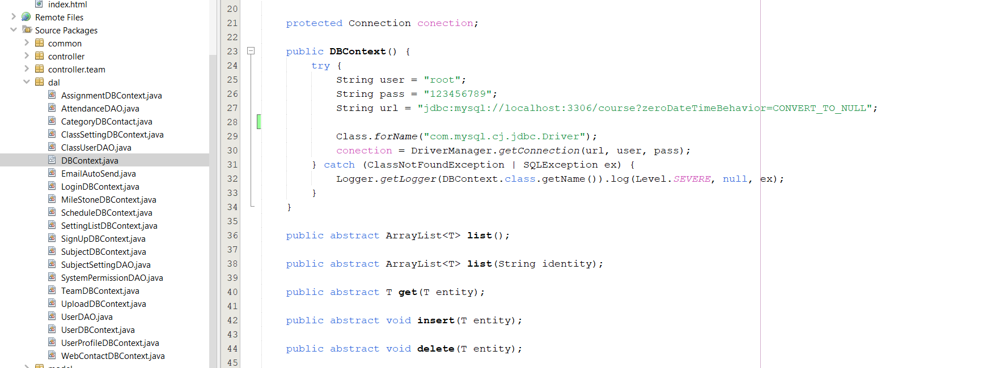 index.html
Remote Files
Source Packages
common
controller
controller.team
dal
AssignmentDBContext.java
AttendanceDAO.java
CategoryDBContact.java
ClassSettingDBContext.java
ClassUserDAO.java
DBContext.java
EmailAutoSend.java
LoginDBContext.java
MileStoneDBContext.java
ScheduleDBContext.java
SettingListDBContext.java
SignUpDBContext.java
SubjectDBContext.java
SubjectSettingDAO.java
SystemPermissionDAO.java
TeamDBContext.java
UploadDBContext.java
UserDAO.java
UserDBContext.java
UserProfileDBContext.java
WebContactDBContext.java
model
20
21 protected Connection conection;
22
23 public DBContext() {
24 try {
25 String user = "root";
26 String pass = "123456789";
27 String url = "jdbc:mysql://localhost:3306/course?zeroDateTimeBehavior=CONVERT_TO_NULL";
28
29 Class.forName("com.mysql.cj.jdbc.Driver");
30 conection = DriverManager.getConnection(url, user, pass);
31 } catch (ClassNotFoundException | SQLException ex) {
32 Logger.getLogger(DBContext.class.getName()).log(Level.SEVERE, null, ex);
33 }
34 }
35
36 public abstract ArrayList<T> list();
37
38 public abstract ArrayList<T> list(String identity);
39
40 public abstract T get(T entity);
41
42 public abstract void insert(T entity);
43
44 public abstract void delete(T entity);
45